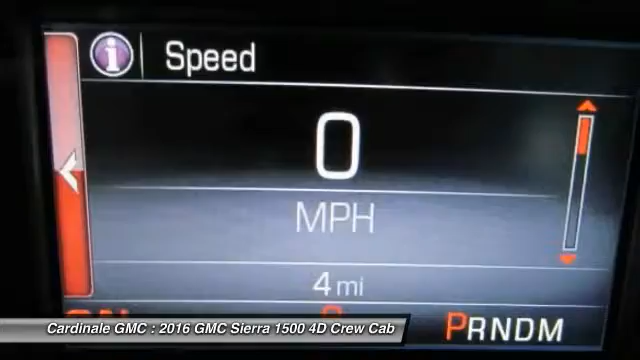 i Speed
0
MPH
4 mi
PRNDM
Cardinale GMC : 2016 GMC Sierra 1500 4D Crew Cab